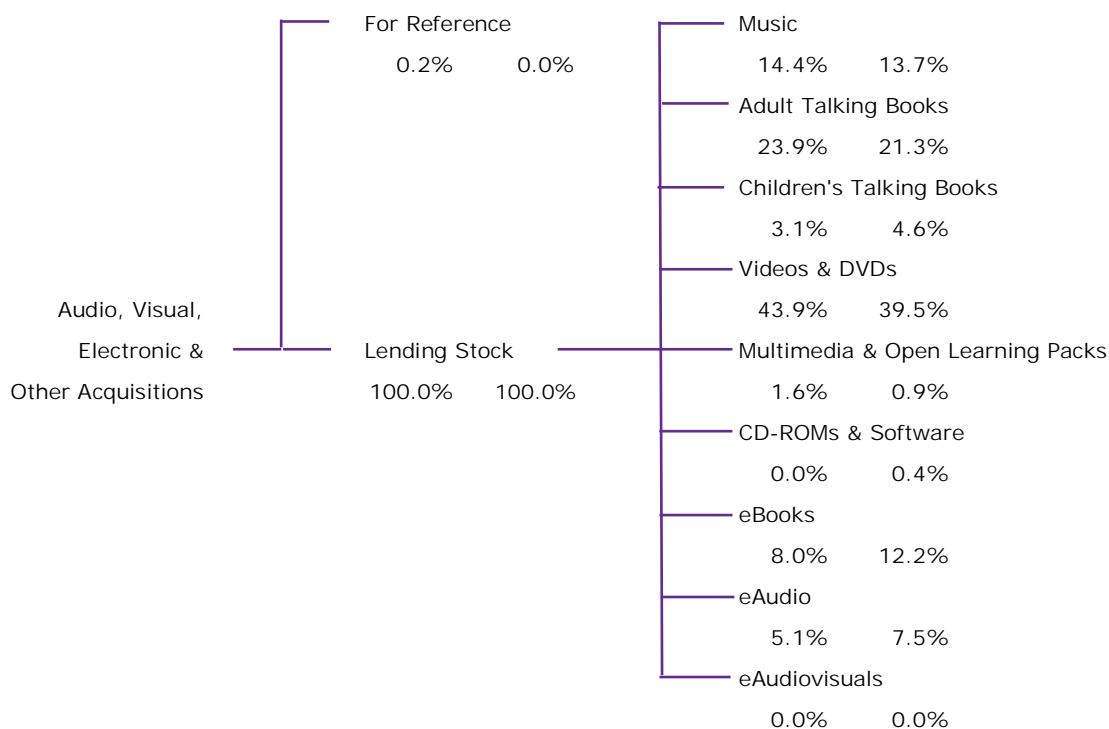 Audio, Visual,
Electronic &
Other Acquisitions
For Reference
0.2% 0.0%
Lending Stock
100.0% 100.0%
Music
14.4% 13.7%
Adult Talking Books
23.9% 21.3%
Children's Talking Books
3.1% 4.6%
Videos & DVDs
43.9% 39.5%
Multimedia & Open Learning Packs
1.6% 0.9%
CD-ROMs & Software
0.0% 0.4%
eBooks
8.0% 12.2%
eAudio
5.1% 7.5%
eAudiovisuals
0.0% 0.0%